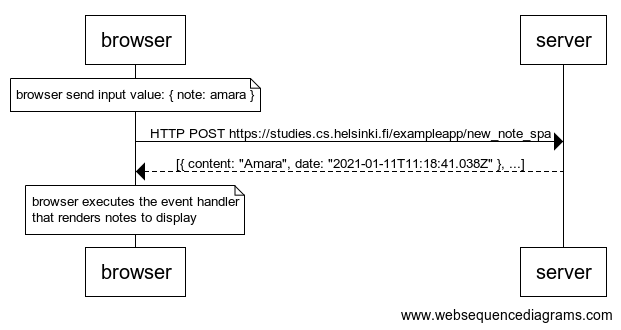 browser
server
browser send input value: { note: amara }
HTTP POST https://studies.cs.helsinki.fi/exampleapp/new_note_spa
[{ content: "Amara", date: "2021-01-11T11:18:41.038Z" }, ...]
browser executes the event handler
that renders notes to display
browser
server
www.websequencediagrams.com